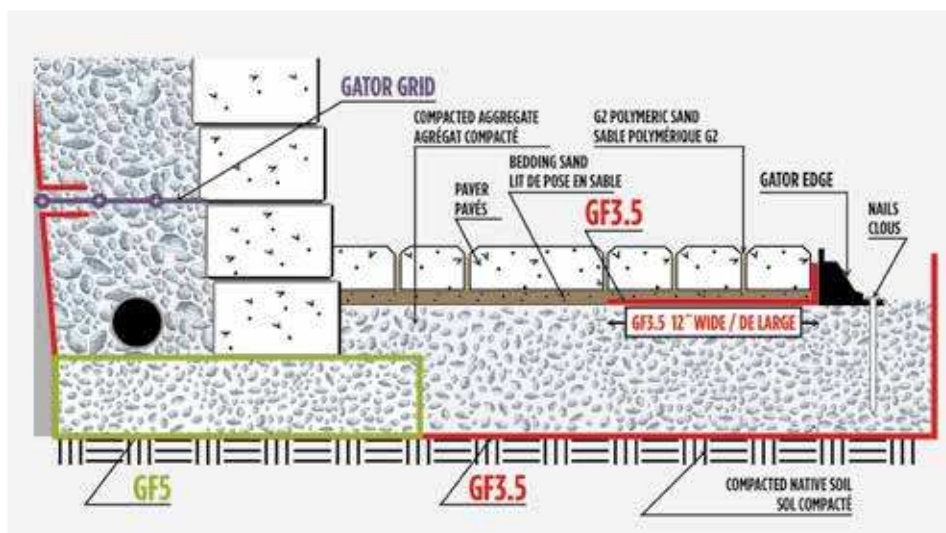 GATOR GRID
COMPACTED AGGREGATE
AGRÉGAT COMPACTÉ
G2 POLYMERIC SAND
SABLE POLYMÉRIQUE G2
BEDDING SAND
LIT DE POSE EN SABLE
PAVER
PAVÉS
GF3.5
GATOR EDGE
NAILS
CLOUS
GF3.5 12" WIDE / DE LARGE
GF5
GF3.5
COMPACTED NATIVE SOIL
SOL COMPACTÉ